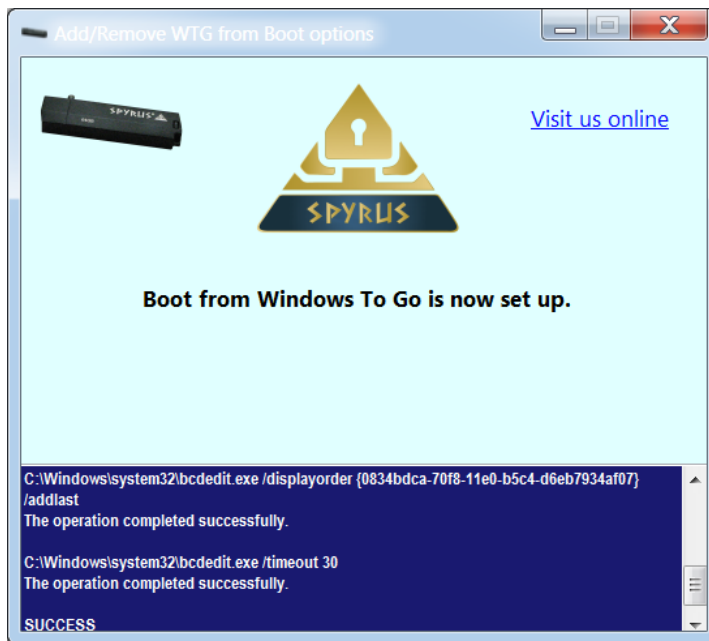 Add/Remove WTG from Boot options
SPYRUS
Visit us online
SPYRUS
Boot from Windows To Go is now set up.
C:\Windows\system32\bcdedit.exe /displayorder {0834bdca-70f8-11e0-b5c4-d6eb7934af07}
/addlast
The operation completed successfully.
C:\Windows\system32\bcdedit.exe /timeout 30
The operation completed successfully.
SUCCESS